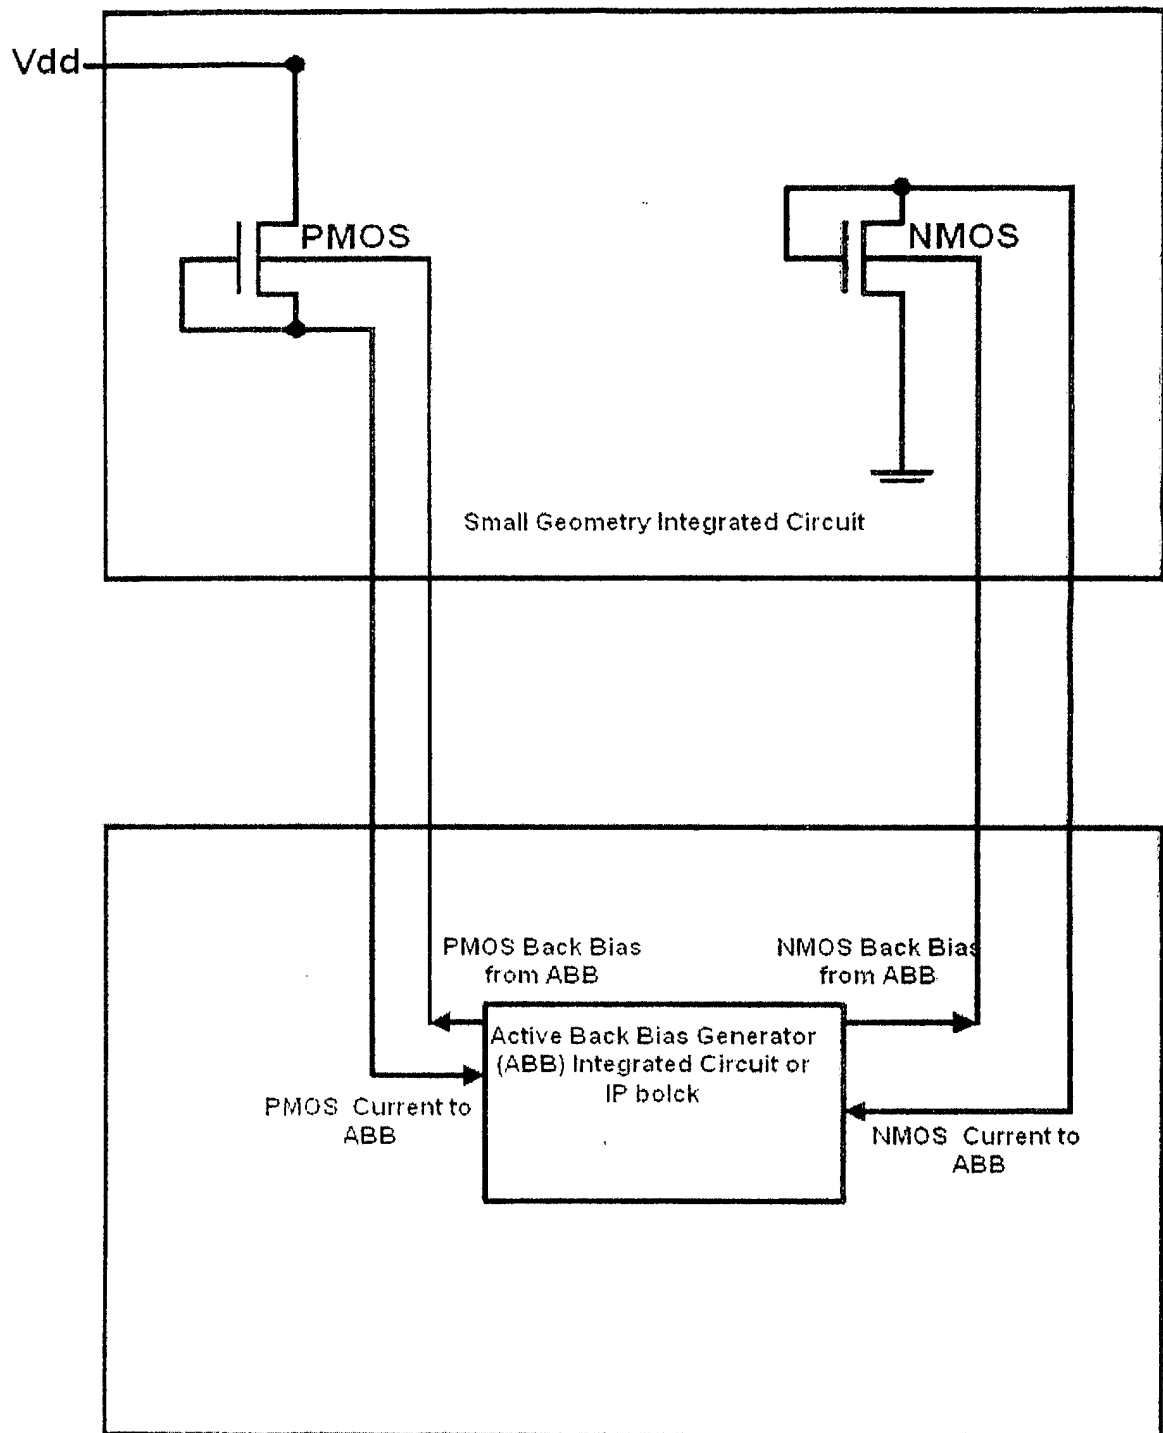 Vdd
PMOS
NMOS
Small Geometry Integrated Circuit
PMOS Back Bias
from ABB
NMOS Back Bias
from ABB
Active Back Bias Generator
(ABB) Integrated Circuit or
IP bolck
PMOS Current to
ABB
NMOS Current to
ABB